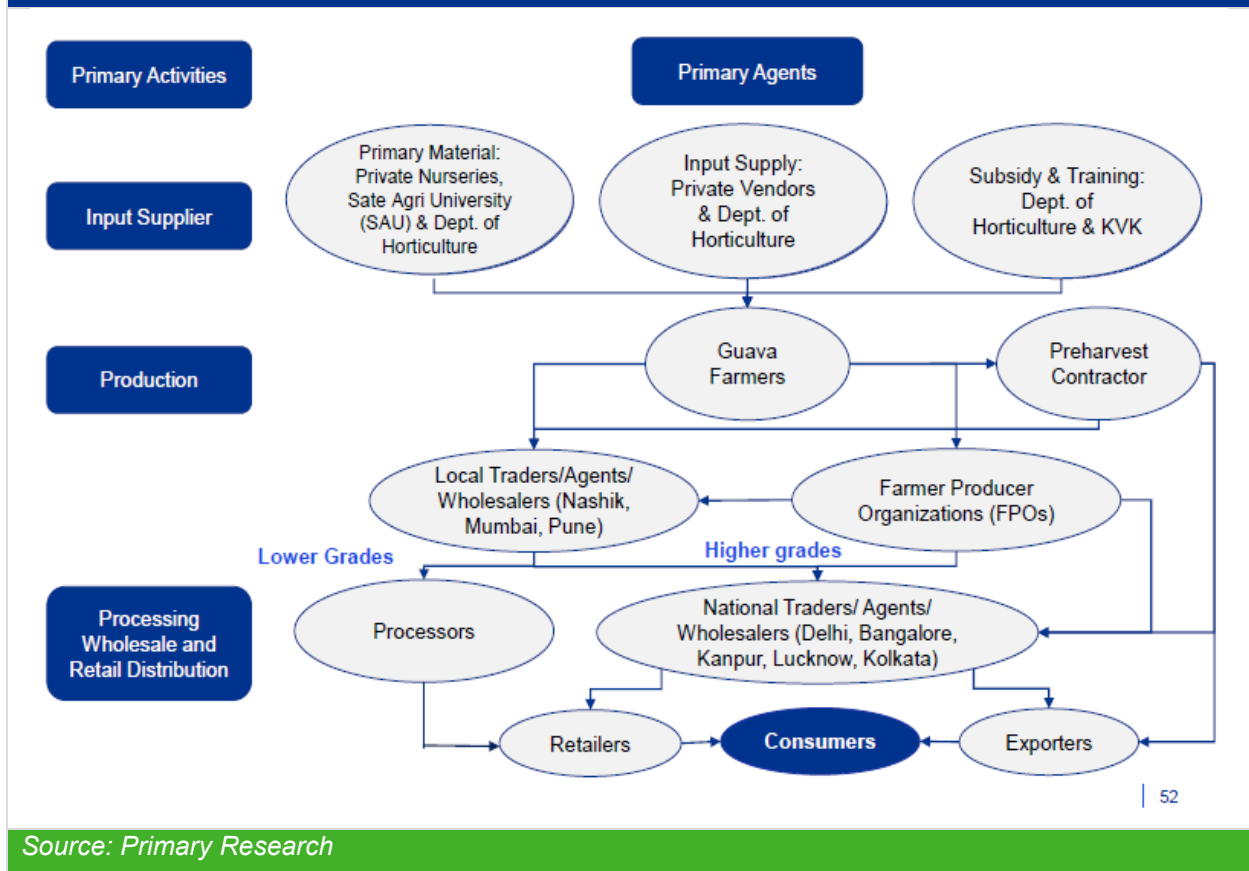 Primary Activities
Primary Agents
Input Supplier
Primary Material:
Private Nurseries,
Sate Agri University
(SAU) & Dept. of
Horticulture
Input Supply:
Private Vendors
& Dept. of
Horticulture
Subsidy & Training:
Dept. of
Horticulture & KVK
Production
Guava
Farmers
Preharvest
Contractor
Local Traders/Agents/
Wholesalers (Nashik,
Mumbai, Pune)
Farmer Producer
Organizations (FPOs)
Lower Grades
Higher grades
Processing
Wholesale and
Retail Distribution
Processors
National Traders/ Agents/
Wholesalers (Delhi, Bangalore,
Kanpur, Lucknow, Kolkata)
Retailers
Consumers
Exporters
52
Source: Primary Research